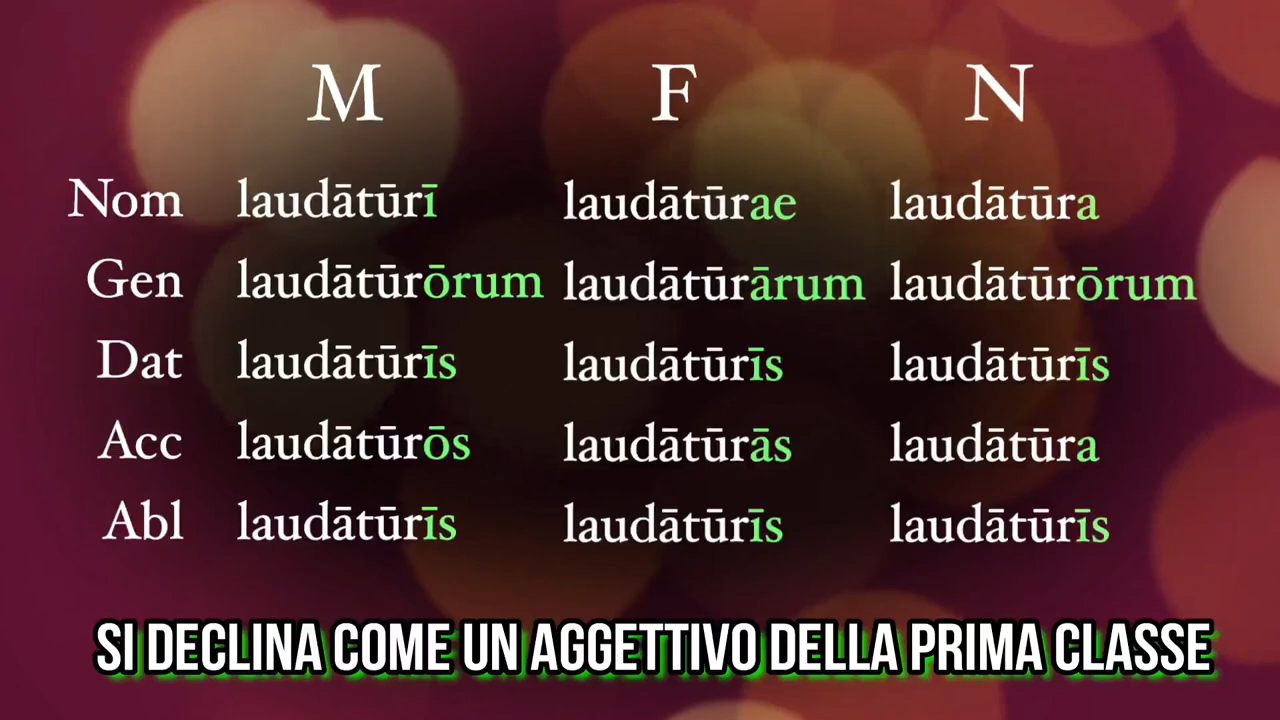 M F N
Nom laudātūrī laudātūrae laudātūra
Gen laudātūrōrum laudātūrārum laudātūrōrum
Dat laudātūrīs laudātūrīs laudātūrīs
Acc laudātūrōs laudātūrās laudātūra
Abl laudātūrīs laudātūrīs laudātūrīs
SI DECLINA COME UN AGGETTIVO DELLA PRIMA CLASSE